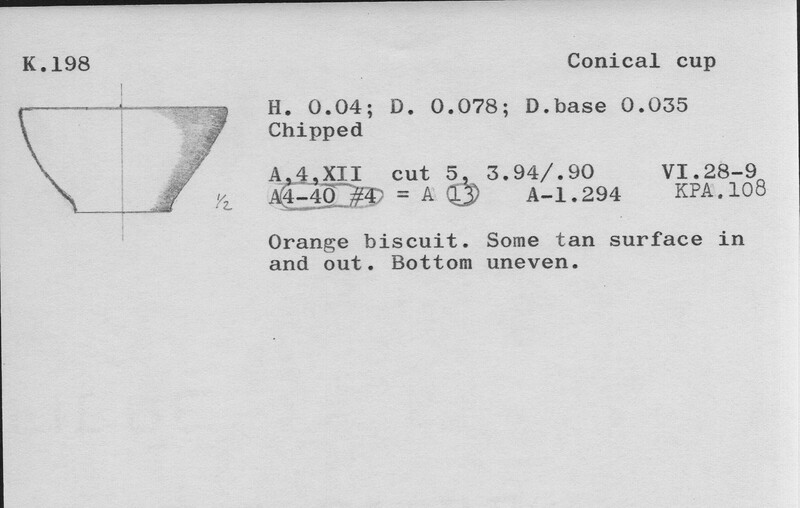 K.198
Conical cup
H. 0.04; D. 0.078; D.base 0.035
Chipped
A,4,XII cut 5, 3.94/.90 VI.28-9
A4-40 #4 = A 13 A-1.294 KPA.108
1/2
Orange biscuit. Some tan surface in
and out. Bottom uneven.